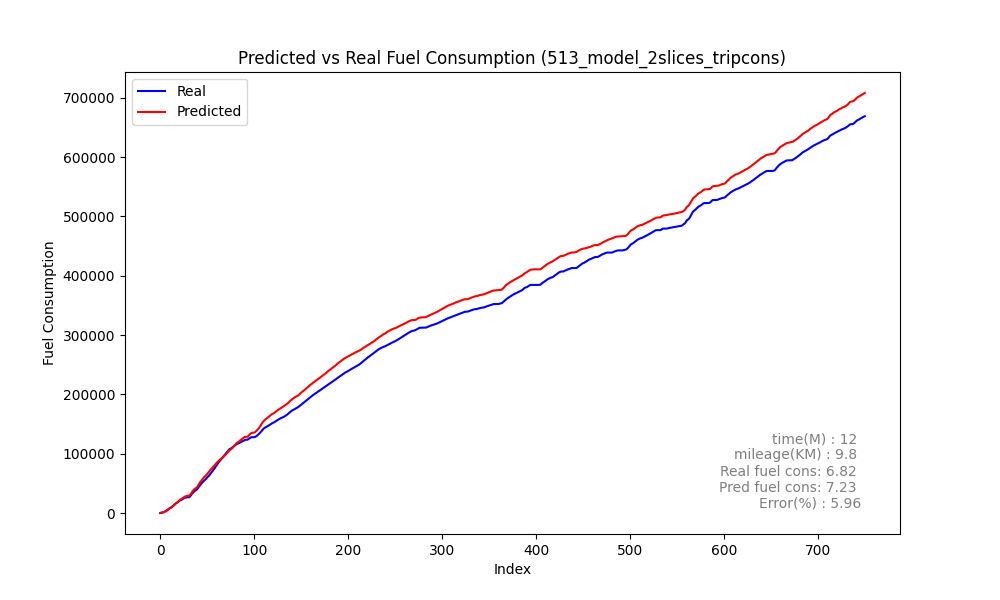 Predicted vs Real Fuel Consumption (513_model_2slices_tripcons)
Real
Predicted
700000
600000
500000
400000
300000
200000
100000
0
Fuel Consumption
time(M) : 12
mileage(KM) : 9.8
Real fuel cons: 6.82
Pred fuel cons: 7.23
Error(%) : 5.96
0 100 200 300 400 500 600 700
Index